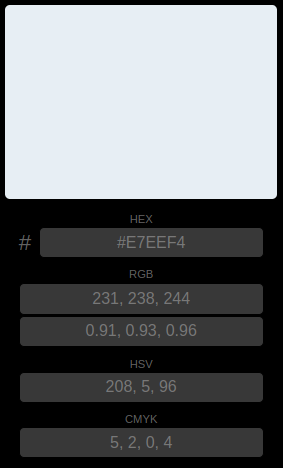 HEX
# #E7EEF4
RGB
231, 238, 244
0.91, 0.93, 0.96
HSV
208, 5, 96
CMYK
5, 2, 0, 4